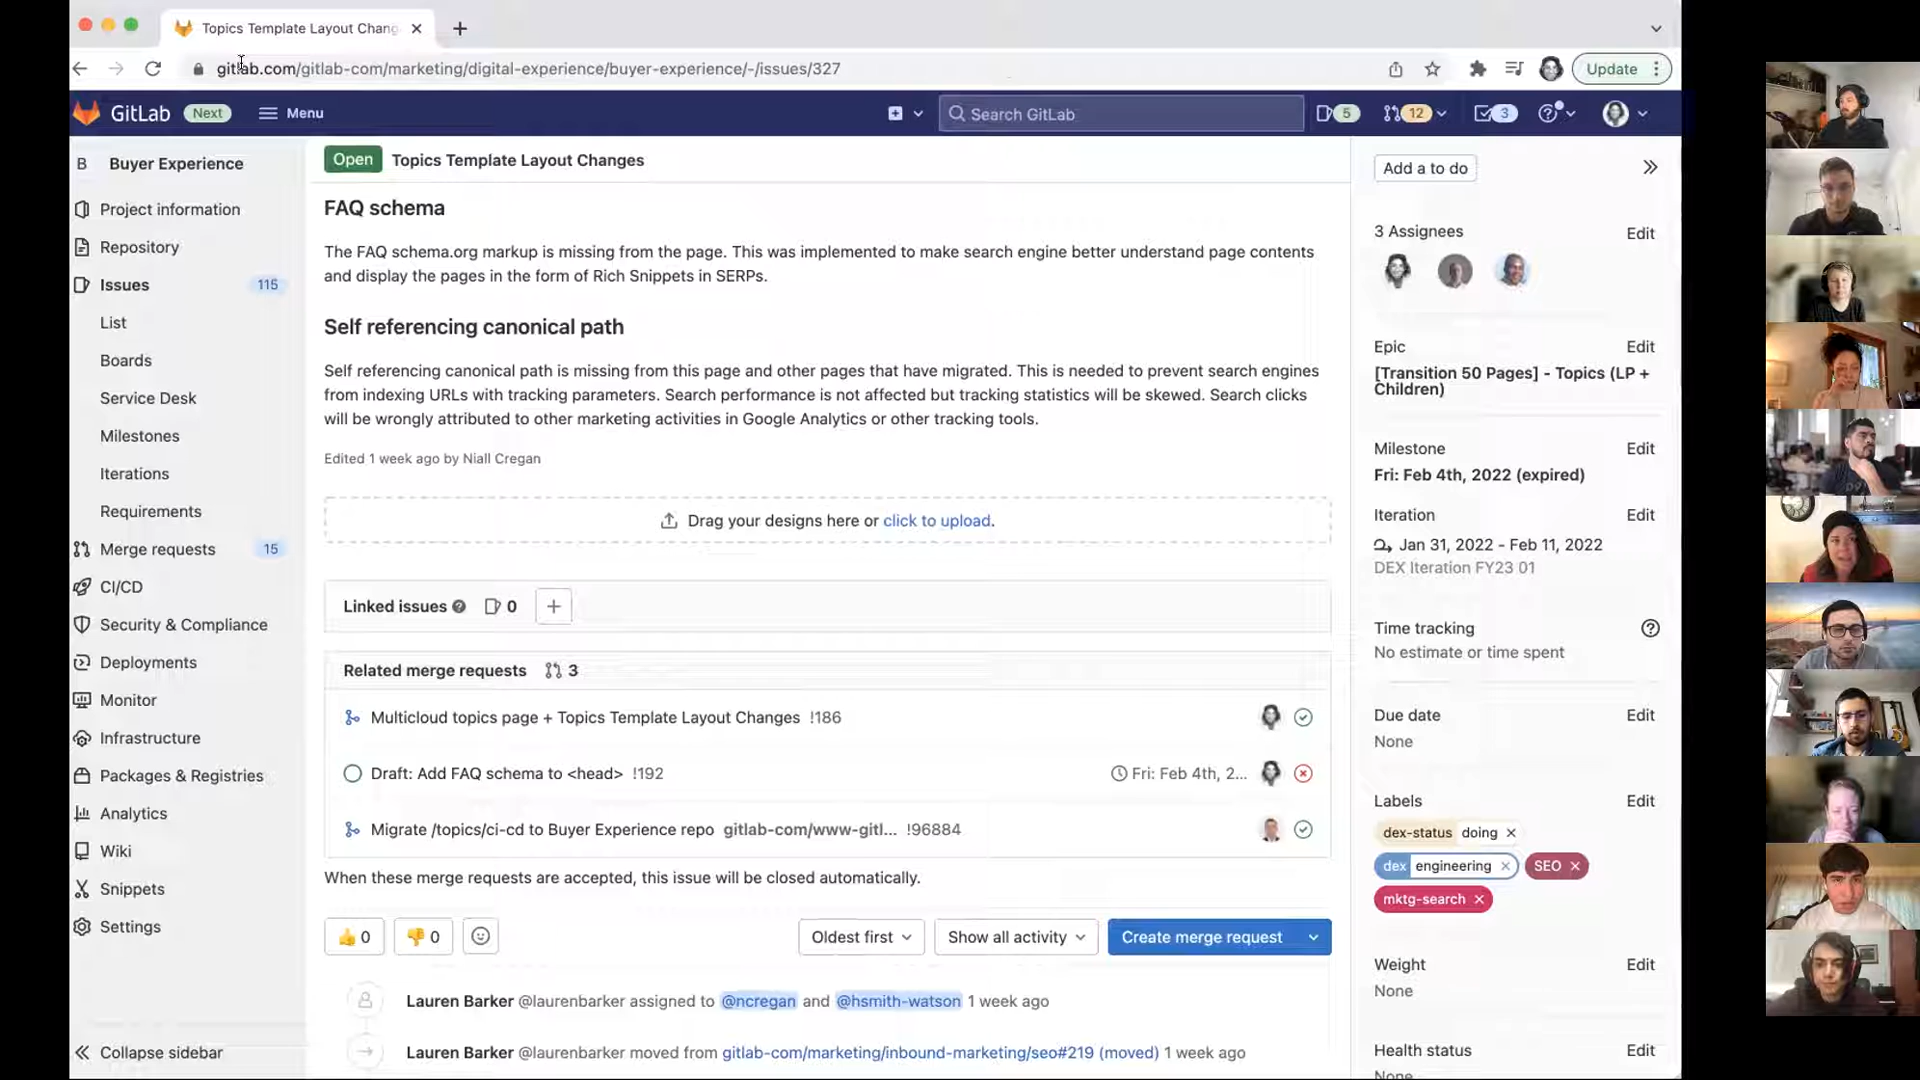 Topics Template Layout Chang
gitlab.com/gitlab-com/marketing/digital-experience/buyer-experience/-/issues/327
Update
GitLab
Next
Menu
Search GitLab
5
12
3
B
Buyer Experience
Project information
Repository
Issues
115
List
Boards
Service Desk
Milestones
Iterations
Requirements
Merge requests
15
CI/CD
Security & Compliance
Deployments
Monitor
Infrastructure
Packages & Registries
Analytics
Wiki
Snippets
Settings
Collapse sidebar
Open
Topics Template Layout Changes
FAQ schema
The FAQ schema.org markup is missing from the page. This was implemented to make search engine better understand page contents
and display the pages in the form of Rich Snippets in SERPs.
Self referencing canonical path
Self referencing canonical path is missing from this page and other pages that have migrated. This is needed to prevent search engines
from indexing URLs with tracking parameters. Search performance is not affected but tracking statistics will be skewed. Search clicks
will be wrongly attributed to other marketing activities in Google Analytics or other tracking tools.
Edited 1 week ago by Niall Cregan
Drag your designs here or click to upload.
Linked issues
0
Related merge requests
3
Multicloud topics page + Topics Template Layout Changes !186
Draft: Add FAQ schema to <head> !192
Fri: Feb 4th, 2...
Migrate /topics/ci-cd to Buyer Experience repo gitlab-com/www-gitl... !96884
When these merge requests are accepted, this issue will be closed automatically.
0
0
Oldest first
Show all activity
Create merge request
Lauren Barker @laurenbarker assigned to @ncregan and @hsmith-watson 1 week ago
Lauren Barker @laurenbarker moved from gitlab-com/marketing/inbound-marketing/seo#219 (moved) 1 week ago
Add a to do
3 Assignees
Edit
Epic
Edit
[Transition 50 Pages] - Topics (LP +
Children)
Milestone
Edit
Fri: Feb 4th, 2022 (expired)
Iteration
Edit
Jan 31, 2022 - Feb 11, 2022
DEX Iteration FY23 01
Time tracking
No estimate or time spent
Due date
Edit
None
Labels
Edit
dex-status doing
dex engineering
SEO
mktg-search
Weight
Edit
None
Health status
Edit
None